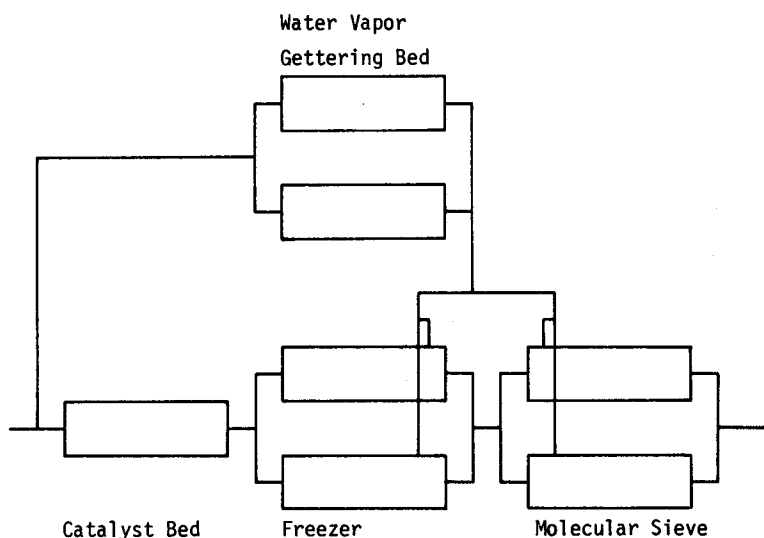 Water Vapor
Gettering Bed
Catalyst Bed
Freezer
Molecular Sieve